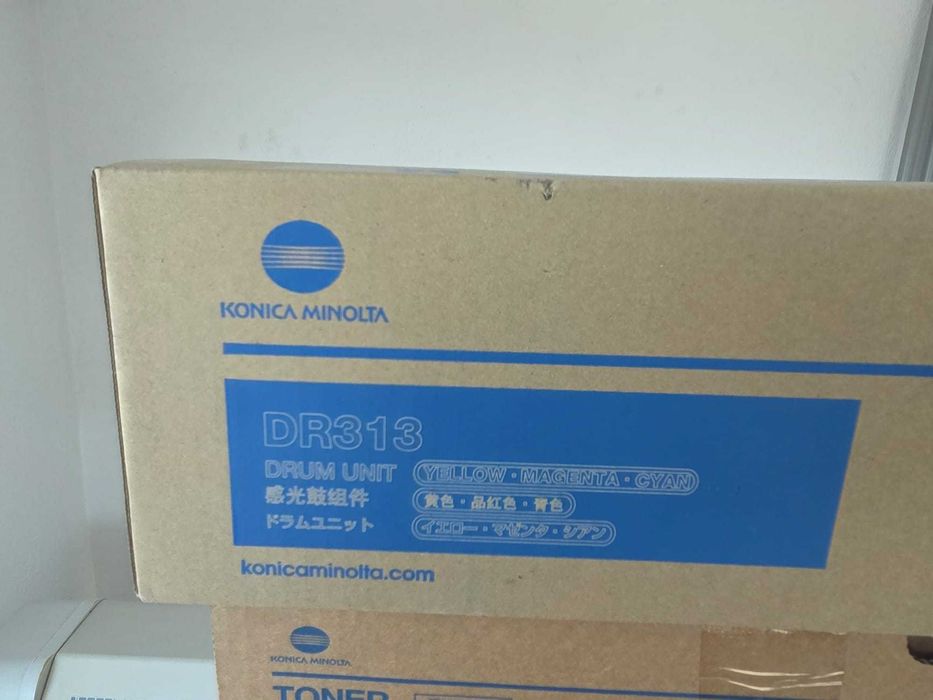 KONICA MINOLTA
DR313
DRUM UNIT YELLOW・MAGENTA・CYAN
感光鼓组件 黄色・品紅色・青色
ドラムユニット イエロー・マゼンタ・シアン
konicaminolta.com
KONICA MINOLTA
TONER